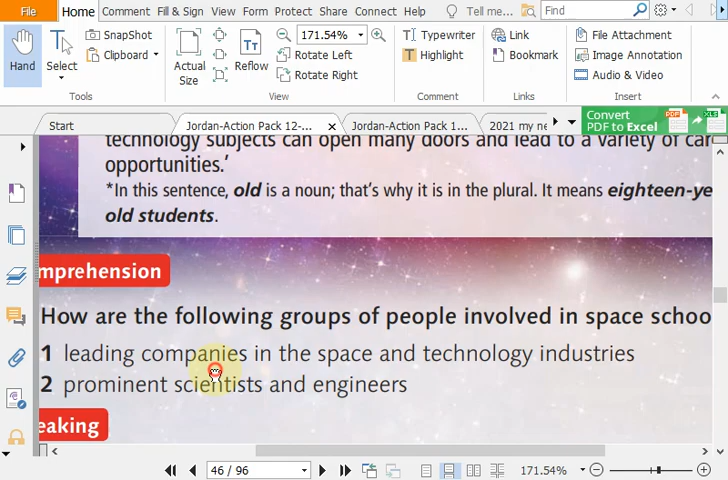 File Home Comment Fill & Sign View Form Protect Share Connect Help Tell me... Find
Hand Select SnapShot Clipboard Actual Size Reflow 171.54% Rotate Left Rotate Right Typewriter Highlight Link Bookmark File Attachment Image Annotation Audio & Video
Tools View Comment Links Insert
Start Jordan-Action Pack 12-... Jordan-Action Pack 1... 2021 my ne Convert PDF to Excel
technology subjects can open many doors and lead to a variety of car
opportunities.’
*In this sentence, old is a noun; that’s why it is in the plural. It means eighteen-ye
old students.
mprehension
How are the following groups of people involved in space schoo
1 leading companies in the space and technology industries
2 prominent scientists and engineers
eaking
46 / 96 171.54%